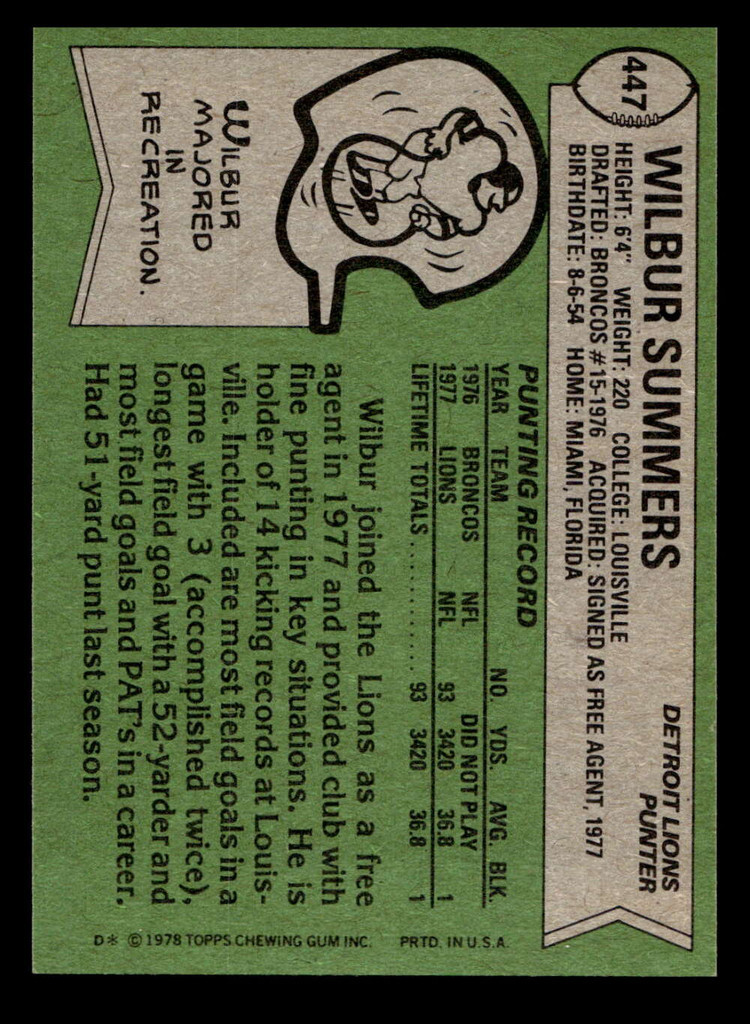 447
WILBUR SUMMERS
DETROIT LIONS
PUNTER
HEIGHT: 6'4" WEIGHT: 220 COLLEGE: LOUISVILLE
DRAFTED: BRONCOS #15-1976 ACQUIRED: SIGNED AS FREE AGENT, 1977
BIRTHDATE: 8-6-54 HOME: MIAMI, FLORIDA
WILBUR
MAJORED
IN
RECREATION.
PUNTING RECORD
YEAR TEAM NO. YDS. AVG. BLK.
1976 BRONCOS NFL DID NOT PLAY
1977 LIONS NFL 93 3420 36.8 1
LIFETIME TOTALS ........... 93 3420 36.8 1
Wilbur joined the Lions as a free
agent in 1977 and provided club with
fine punting in key situations. He is
holder of 14 kicking records at Louis-
ville. Included are most field goals in a
game with 3 (accomplished twice),
longest field goal with a 52-yarder and
most field goals and PAT's in a career.
Had 51-yard punt last season.
D* © 1978 TOPPS CHEWING GUM INC. PRTD. IN U.S.A.